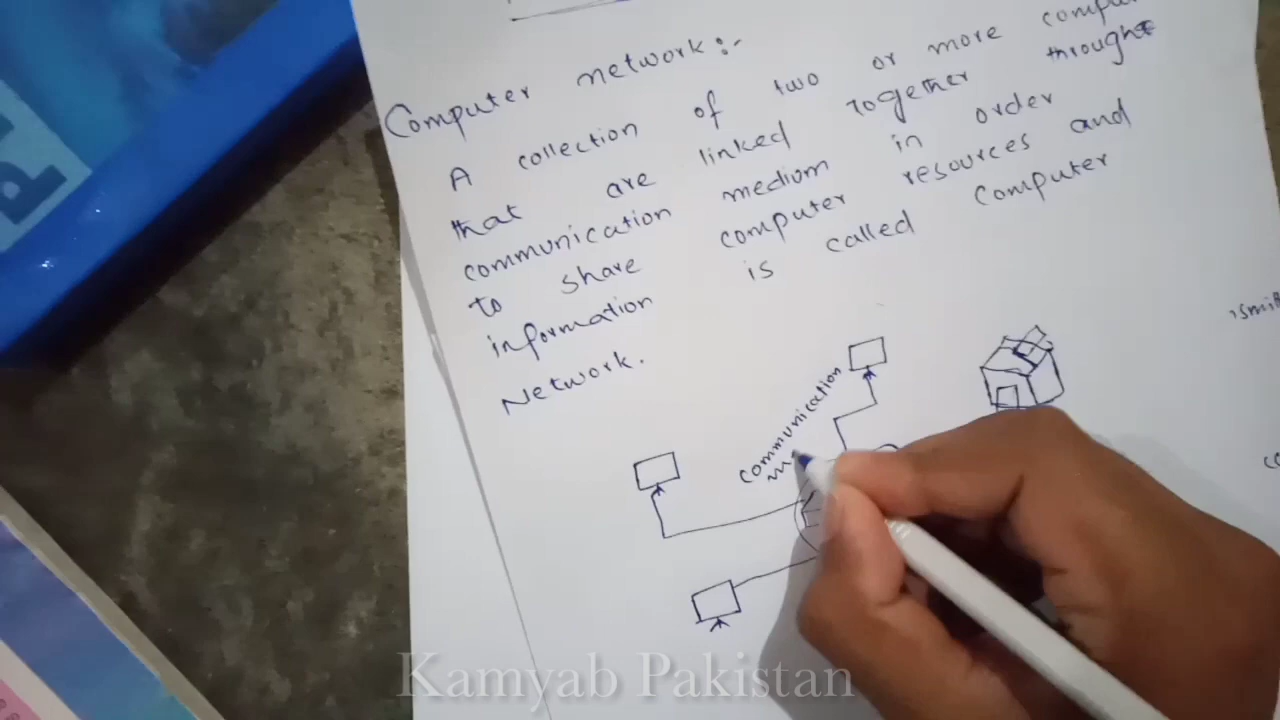 Computer network:-
A collection of two or more
that are linked together through
communication medium in order
to share computer resources and
information is called computer
Network.
communication
Kamyab Pakistan